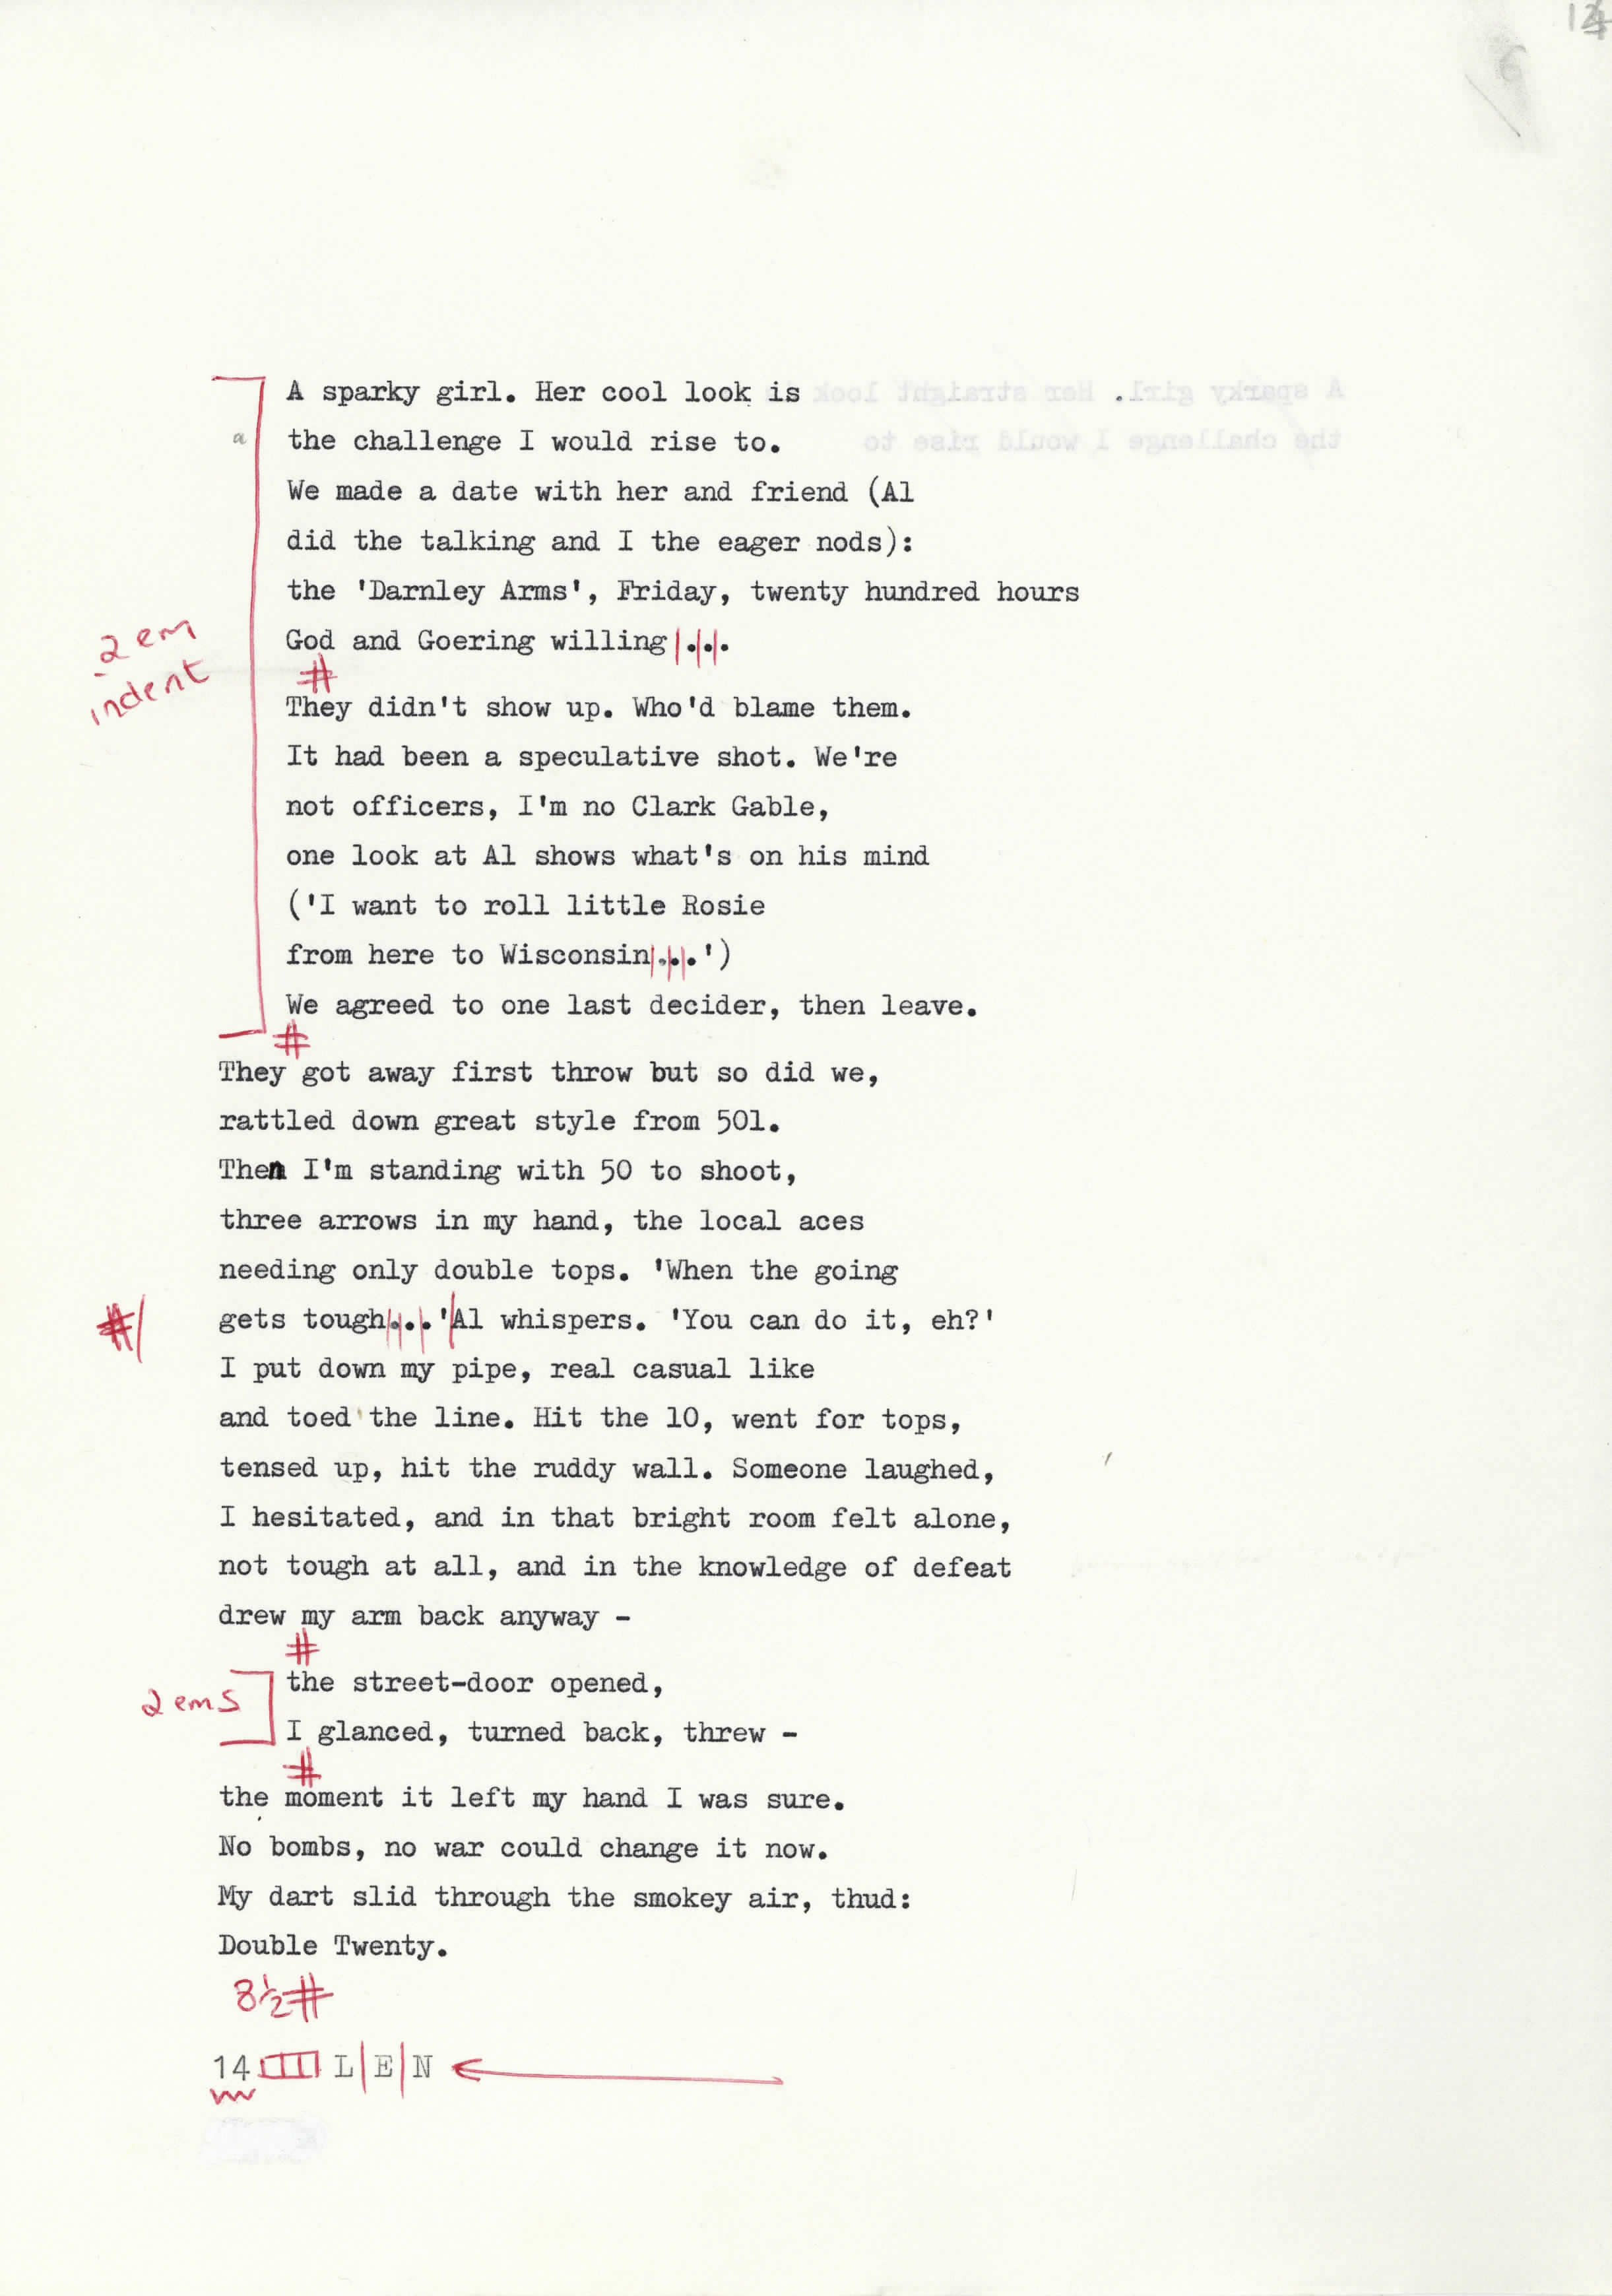 A sparky girl. Her cool look is
a
the challenge I would rise to.
We made a date with her and friend (Al
did the talking and I the eager nods):
the 'Darnley Arms', Friday, twenty hundred hours
2 em
indent
God and Goering willing|.|.|.
#
They didn't show up. Who'd blame them.
It had been a speculative shot. We're
not officers, I'm no Clark Gable,
one look at Al shows what's on his mind
('I want to roll little Rosie
from here to Wisconsin|.|.|.')
We agreed to one last decider, then leave.
#
They got away first throw but so did we,
rattled down great style from 501.
Then I'm standing with 50 to shoot,
three arrows in my hand, the local aces
needing only double tops. 'When the going
#/
gets tough|.|.|.'|Al whispers. 'You can do it, eh?'
I put down my pipe, real casual like
and toed the line. Hit the 10, went for tops,
tensed up, hit the ruddy wall. Someone laughed,
I hesitated, and in that bright room felt alone,
not tough at all, and in the knowledge of defeat
drew my arm back anyway -
#
the street-door opened,
2 ems
I glanced, turned back, threw -
#
the moment it left my hand I was sure.
No bombs, no war could change it now.
My dart slid through the smokey air, thud:
Double Twenty.
8½#
14 L|E|N